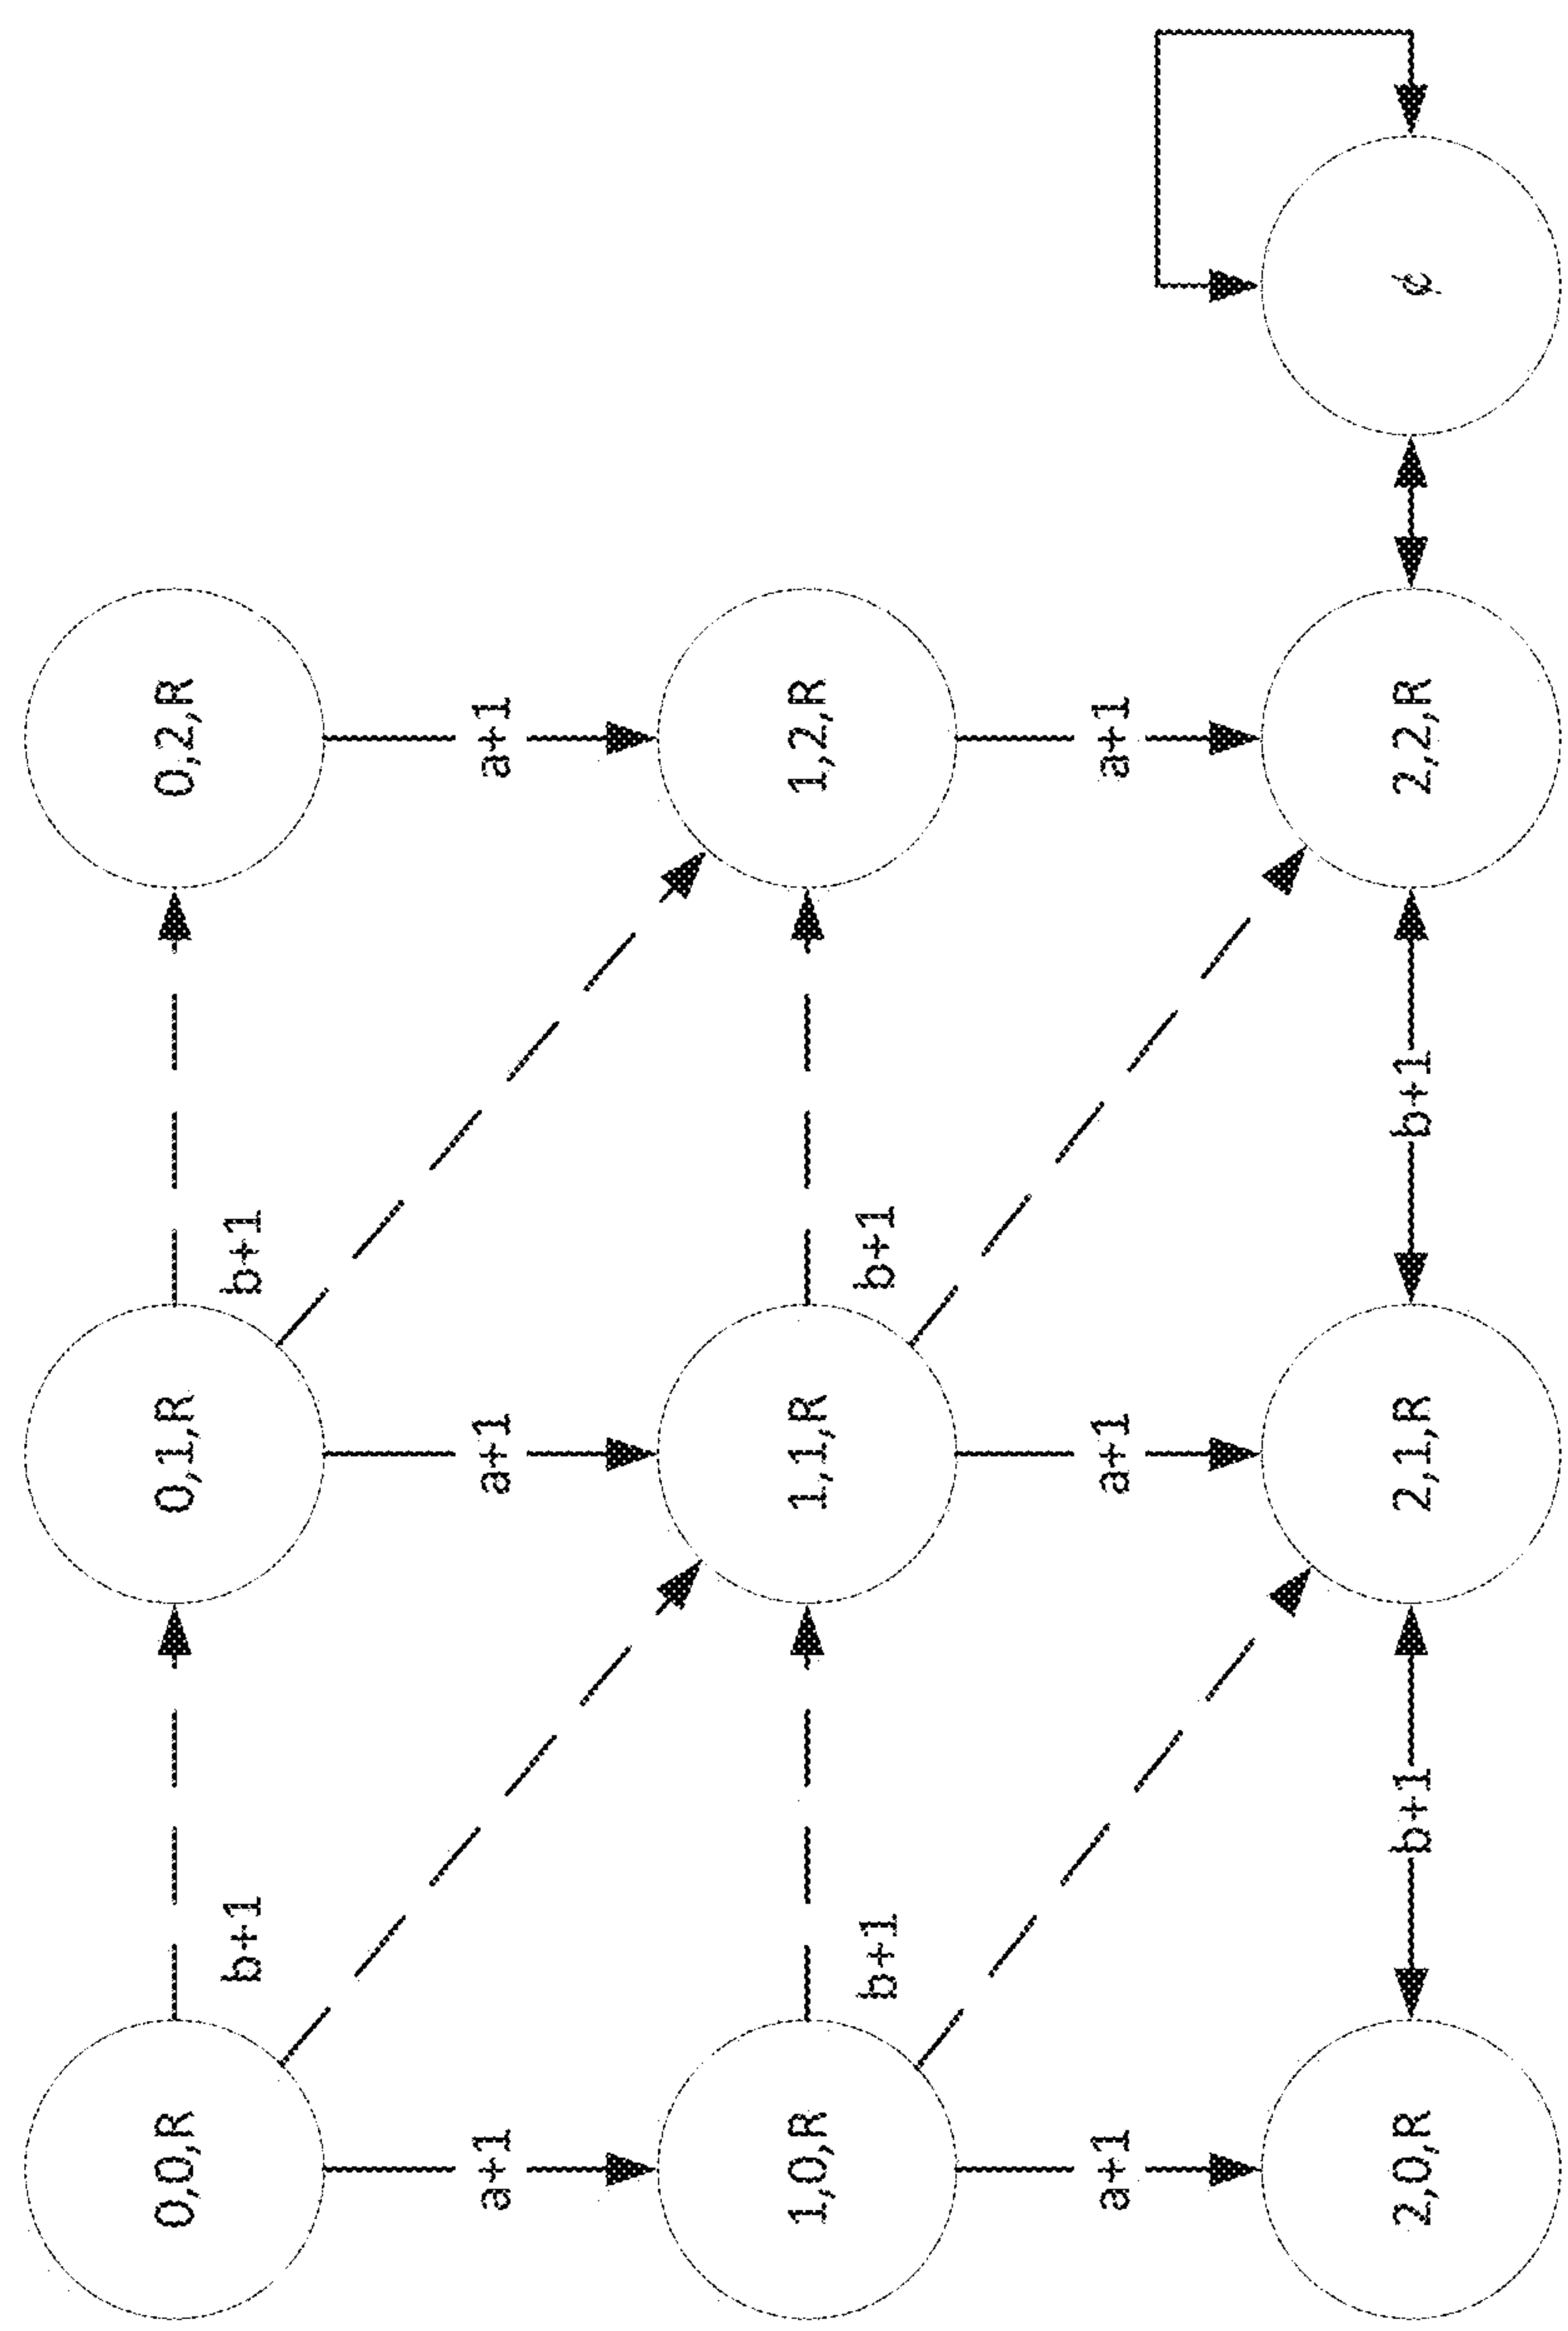 0,0,R
0,1,R
0,2,R
b+1
b+1
a+1
a+1
a+1
1,0,R
1,1,R
1,2,R
b+1
b+1
a+1
a+1
a+1
2,0,R
b+1
2,1,R
b+1
2,2,R
¢